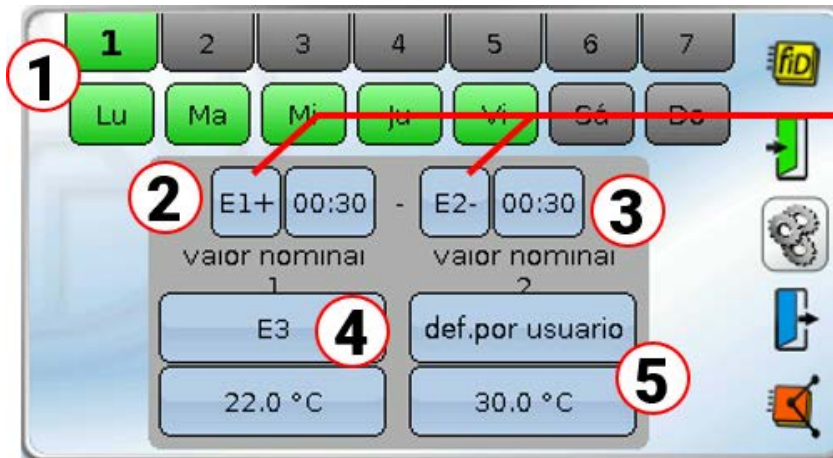 1 2 3 4 5 6 7
fiD
1
Lu Ma Mi Ju Vi Sá Do
2 E1+ 00:30 - E2- 00:30 3
valor nominal valor nominal
1 2
E3 4 def.por usuario
5
22.0 °C 30.0 °C